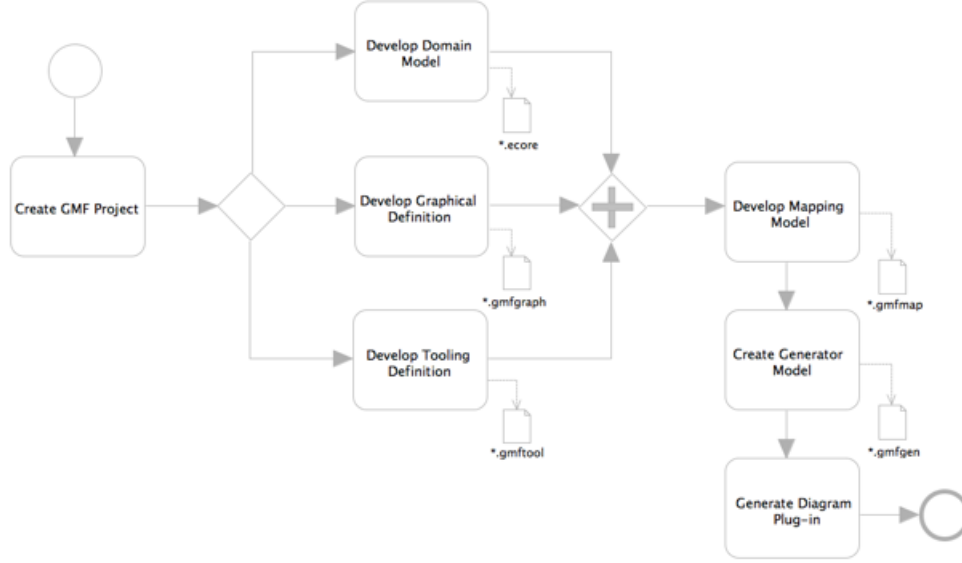 Create GMF Project
Develop Domain
Model
*.ecore
Develop Graphical
Definition
*.gmfgraph
Develop Tooling
Definition
*.gmftool
Develop Mapping
Model
*.gmfmap
Create Generator
Model
*.gmfgen
Generate Diagram
Plug-in